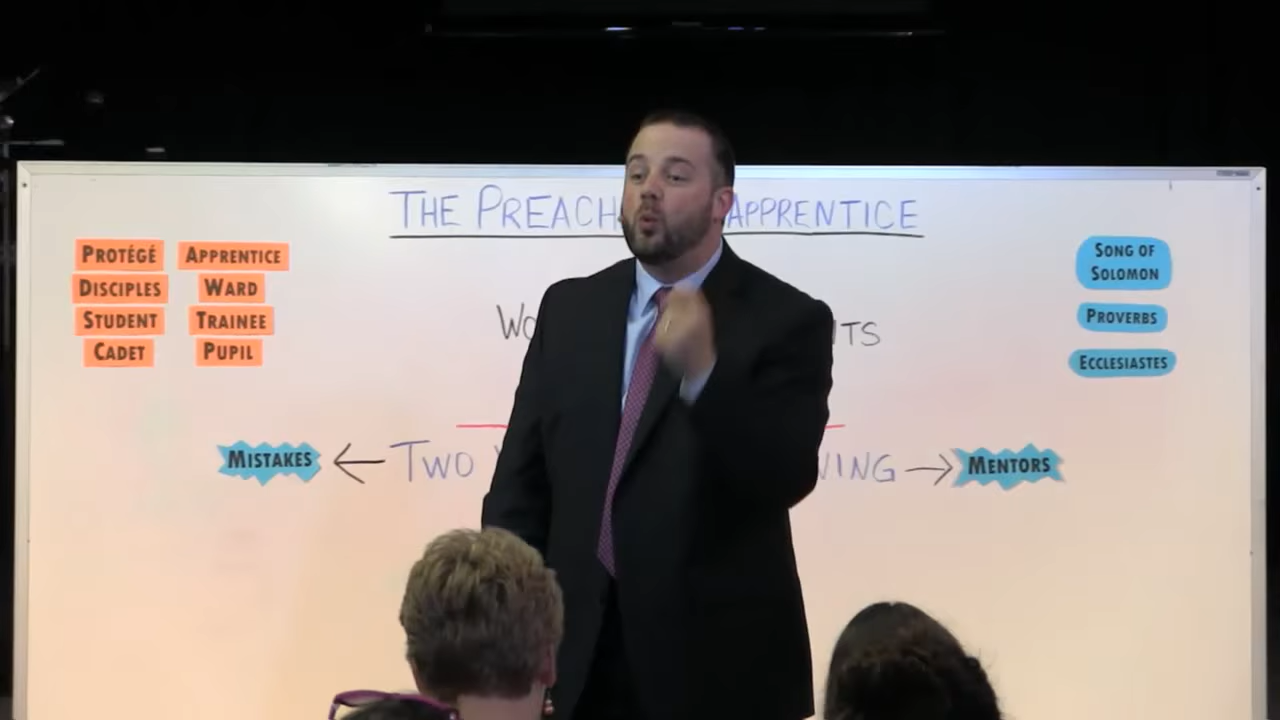 THE PREACH APPRENTICE
PROTÉGÉ APPRENTICE
DISCIPLES WARD
STUDENT TRAINEE
CADET PUPIL
SONG OF
SOLOMON
PROVERBS
ECCLESIASTES
MISTAKES
TWO
MENTORS